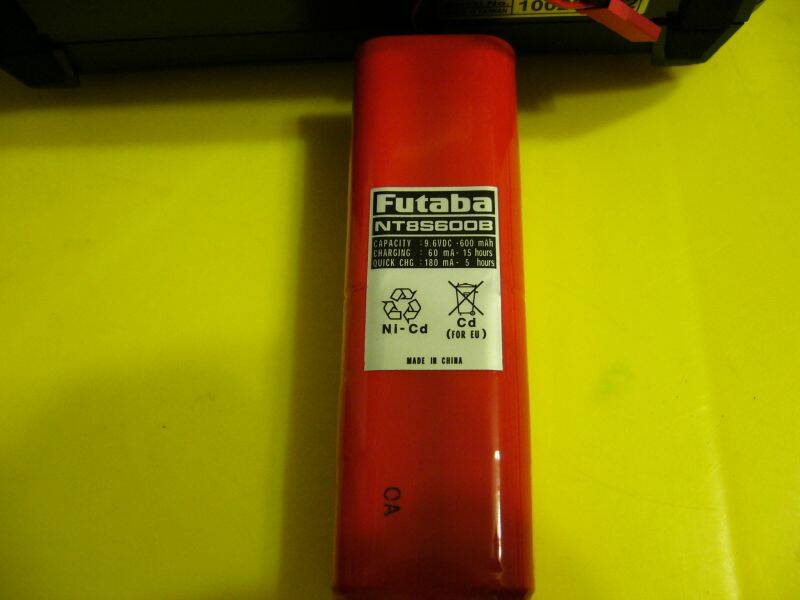 Futaba
NT8S600B
CAPACITY : 9.6VDC - 600 mAh
CHARGING : 60 mA - 15 hours
QUICK CHG : 180 mA - 5 hours
Ni-Cd
Cd
(FOR EU)
MADE IN CHINA
OA